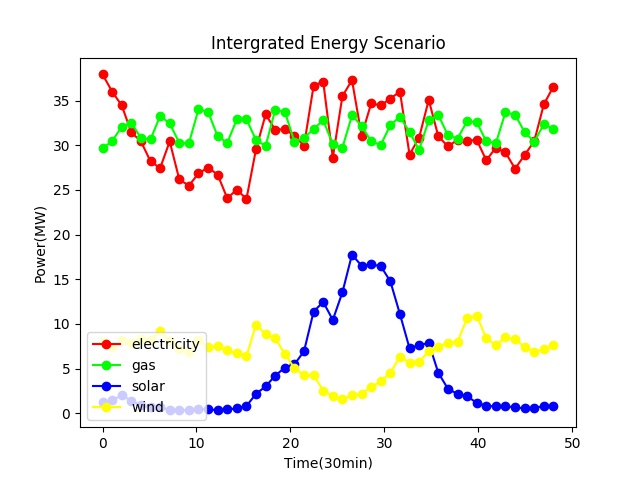 Intergrated Energy Scenario
Power(MW)
35
30
25
20
15
10
5
0
electricity
gas
solar
wind
0 10 20 30 40 50
Time(30min)